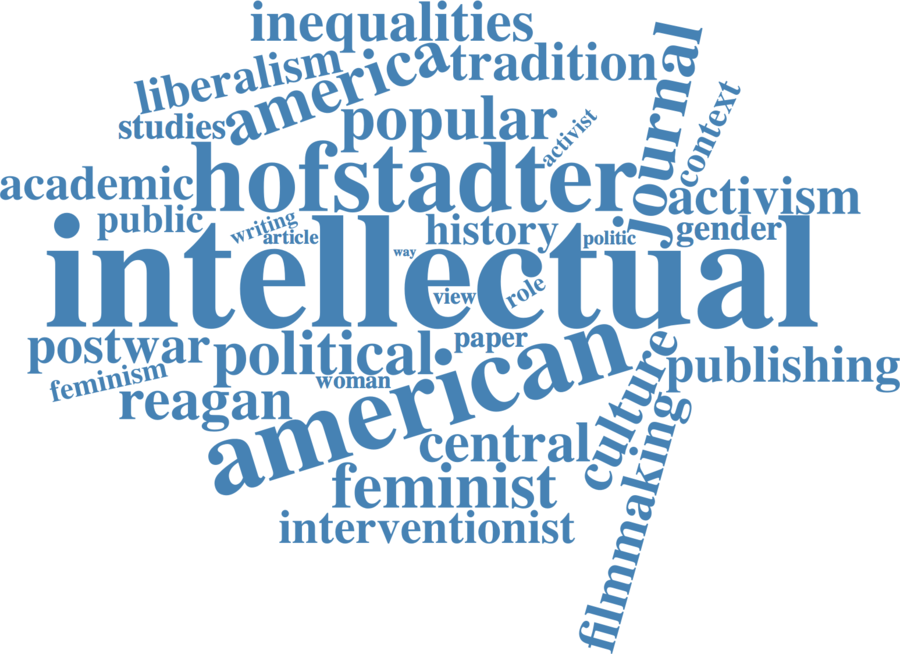 inequalities
liberalism
america
tradition
journal
studies
popular
activist
context
academic
hofstadter
activism
public
writing
article
history
politic
gender
way
intellectual
view
role
postwar
political
paper
culture
publishing
feminism
woman
american
reagan
central
filmmaking
feminist
interventionist